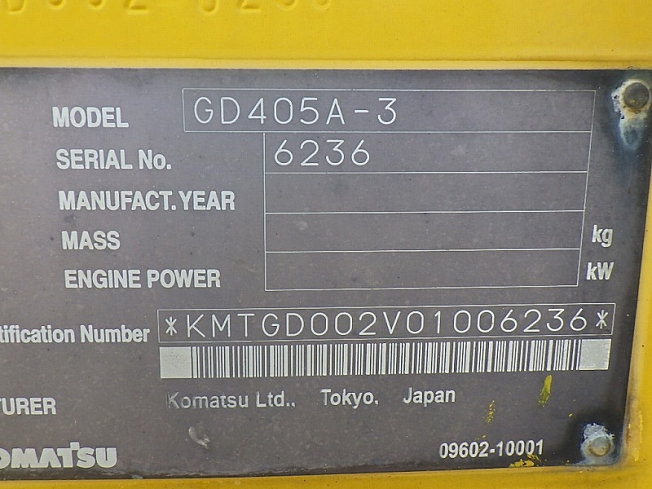 MODEL GD405A-3
SERIAL No. 6236
MANUFACT. YEAR
MASS kg
ENGINE POWER kW
tification Number *KMTGD002V01006236*
TURER Komatsu Ltd., Tokyo, Japan
OMATSU 09602-10001